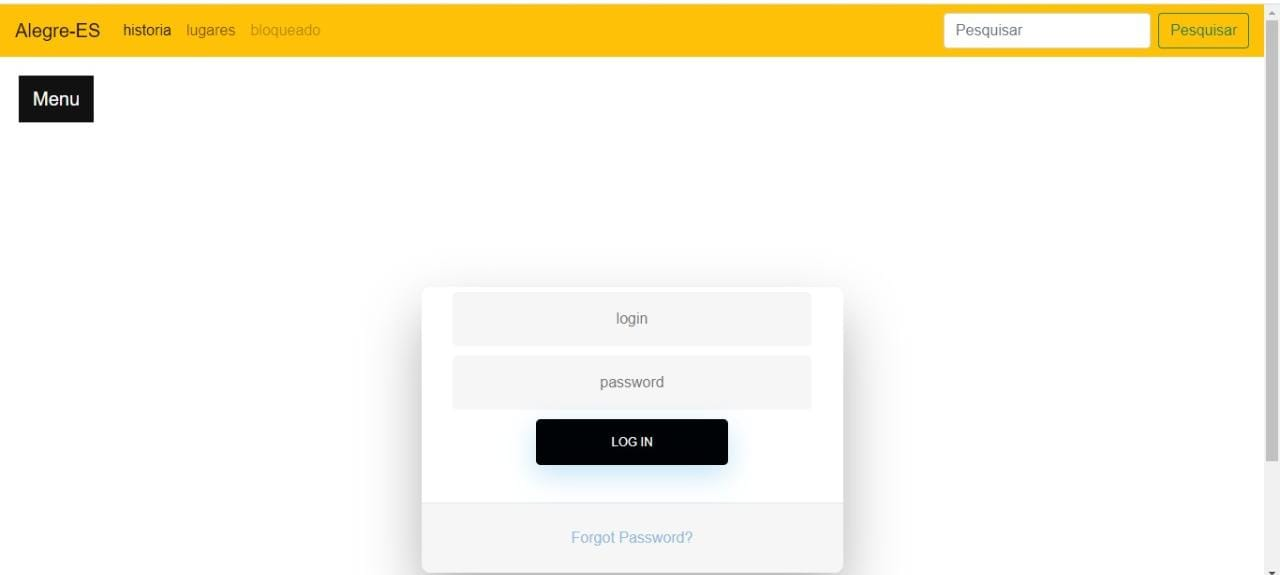 Alegre-ES historia lugares bloqueado Pesquisar Pesquisar
Menu
login
password
LOG IN
Forgot Password?